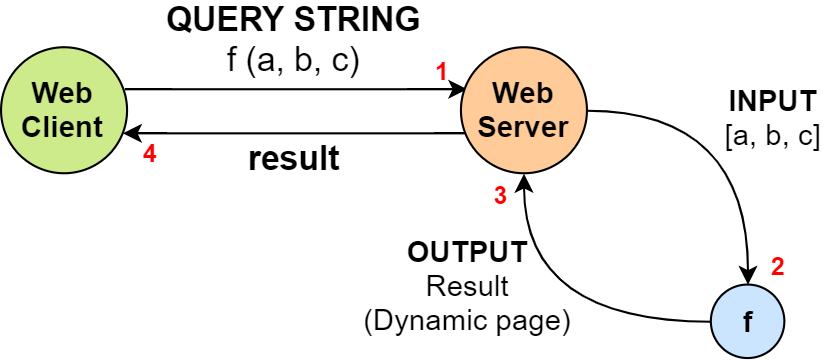 QUERY STRING
f (a, b, c)
1
Web
Client
Web
Server
INPUT
[a, b, c]
4
result
3
OUTPUT
Result
(Dynamic page)
2
f